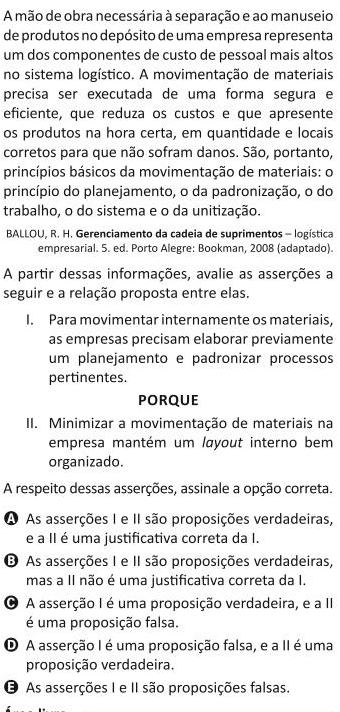 A mão de obra necessária à separação e ao manuseio
de produtos no depósito de uma empresa representa
um dos componentes de custo de pessoal mais altos
no sistema logístico. A movimentação de materiais
precisa ser executada de uma forma segura e
eficiente, que reduza os custos e que apresente
os produtos na hora certa, em quantidade e locais
corretos para que não sofram danos. São, portanto,
princípios básicos da movimentação de materiais: o
princípio do planejamento, o da padronização, o do
trabalho, o do sistema e o da unitização.
BALLOU, R. H. Gerenciamento da cadeia de suprimentos – logística
empresarial. 5. ed. Porto Alegre: Bookman, 2008 (adaptado).
A partir dessas informações, avalie as asserções a
seguir e a relação proposta entre elas.
I. Para movimentar internamente os materiais,
as empresas precisam elaborar previamente
um planejamento e padronizar processos
pertinentes.
PORQUE
II. Minimizar a movimentação de materiais na
empresa mantém um layout interno bem
organizado.
A respeito dessas asserções, assinale a opção correta.
A As asserções I e II são proposições verdadeiras,
e a II é uma justificativa correta da I.
B As asserções I e II são proposições verdadeiras,
mas a II não é uma justificativa correta da I.
C A asserção I é uma proposição verdadeira, e a II
é uma proposição falsa.
D A asserção I é uma proposição falsa, e a II é uma
proposição verdadeira.
E As asserções I e II são proposições falsas.